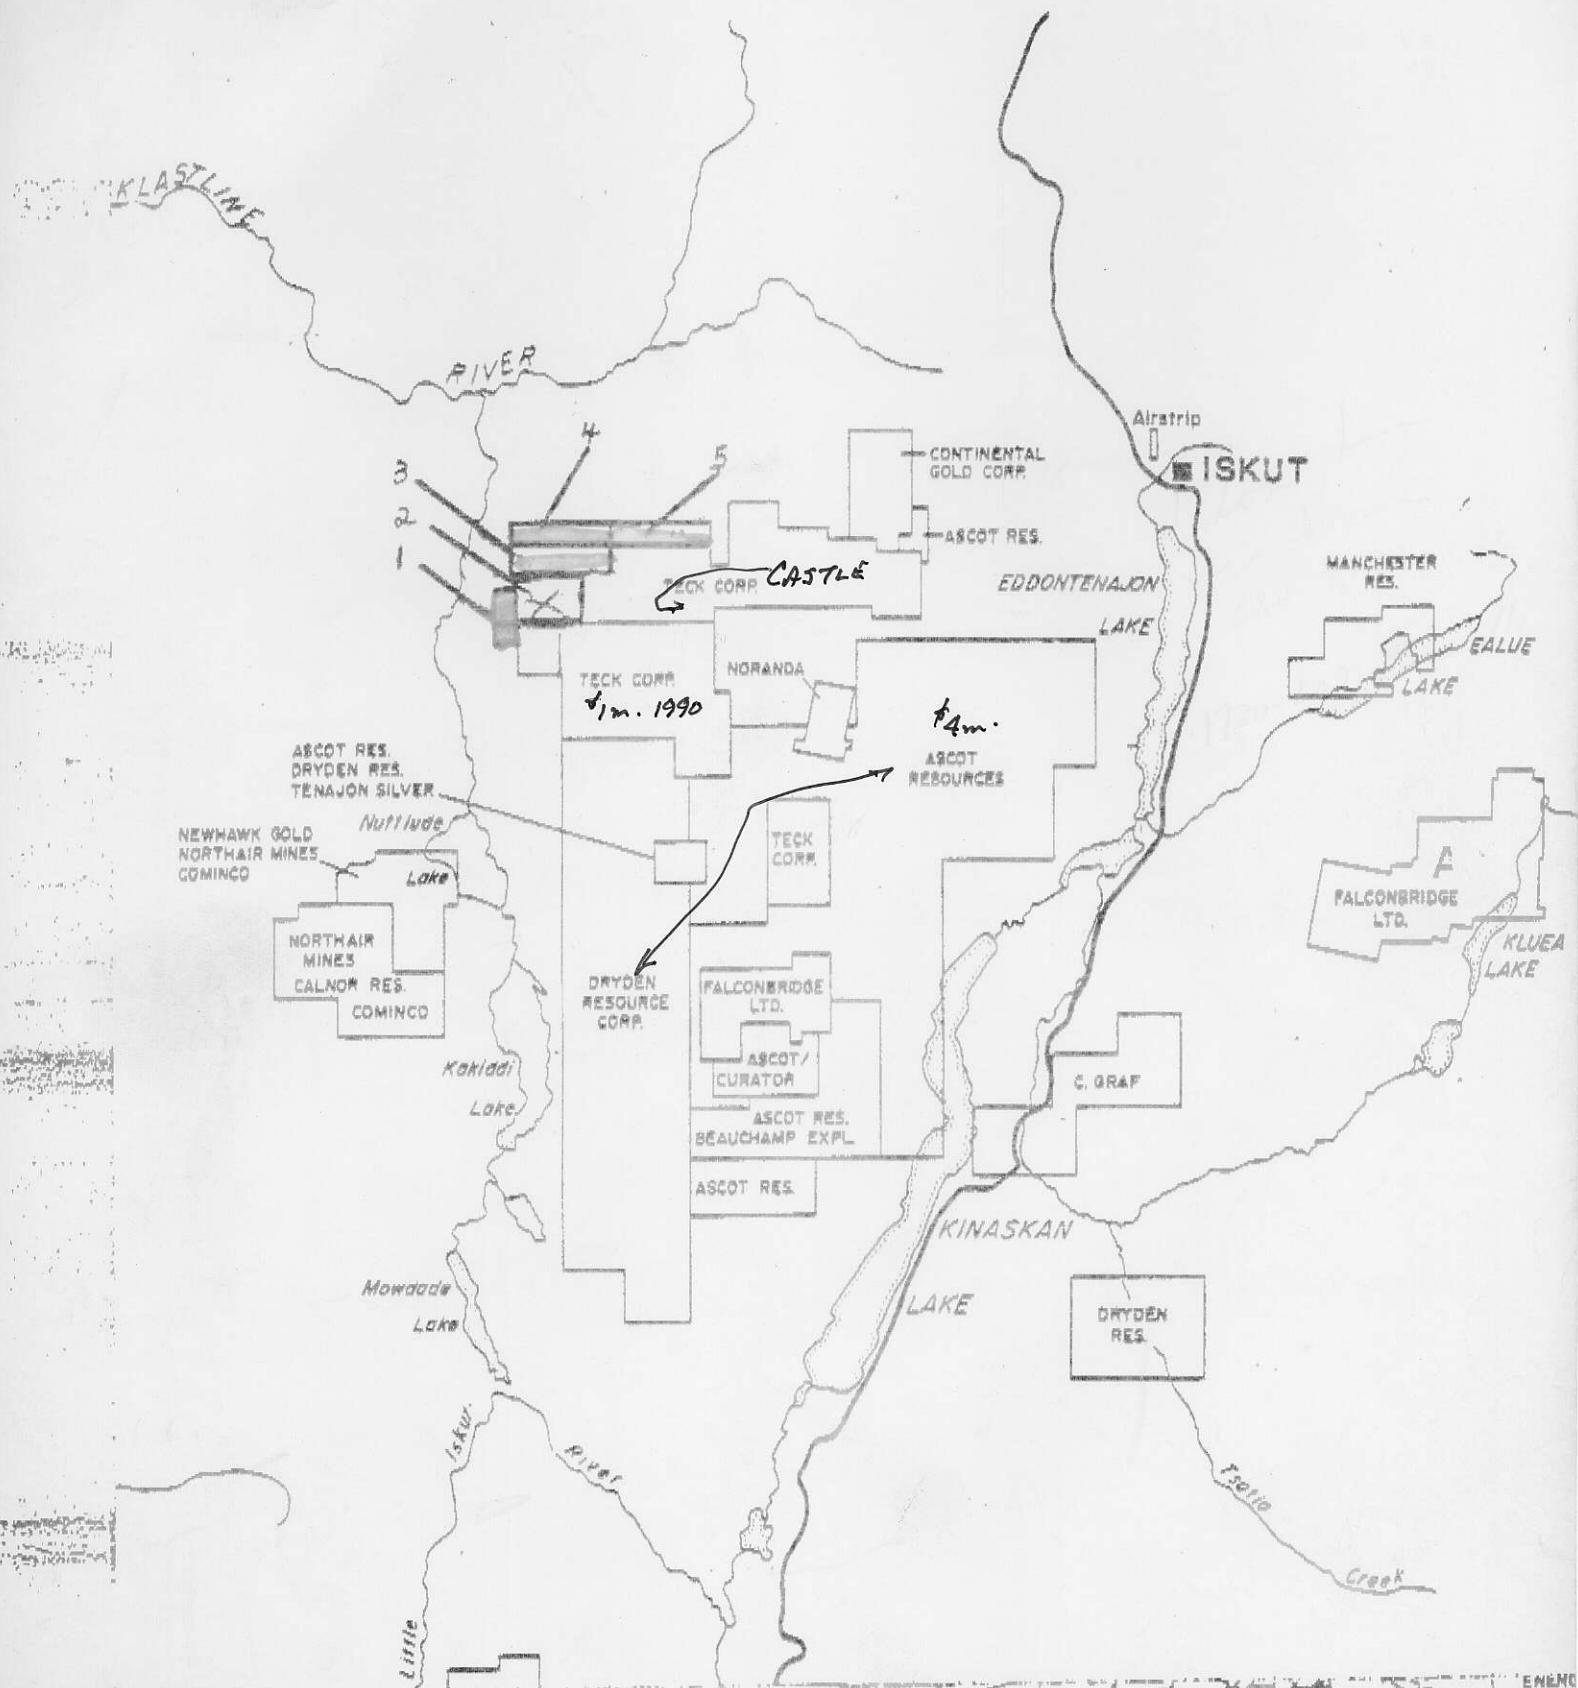 KLASTLINE
RIVER
4
5
3
2
1
Airstrip
ISKUT
CONTINENTAL
GOLD CORP.
ASCOT RES.
CASTLE
TECK CORP.
EDDONTENAJON
LAKE
MANCHESTER
RES.
EALUE
LAKE
TECK CORP.
$1m. 1990
NORANDA
$4m.
ASCOT
RESOURCES
ASCOT RES.
DRYDEN RES.
TENAJON SILVER
Nuttlude
Lake
NEWHAWK GOLD
NORTHAIR MINES
COMINCO
TECK
CORP.
A
FALCONBRIDGE
LTD.
KLUEA
LAKE
NORTHAIR
MINES
CALNOR RES.
COMINCO
DRYDEN
RESOURCE
CORP.
FALCONBRIDGE
LTD.
ASCOT/
CURATOR
Kakiddi
Lake
C. GRAF
ASCOT RES.
BEAUCHAMP EXPL.
ASCOT RES.
KINASKAN
LAKE
Mowdade
Lake
DRYDEN
RES.
Iskut
River
Tsatia
Creek
Little